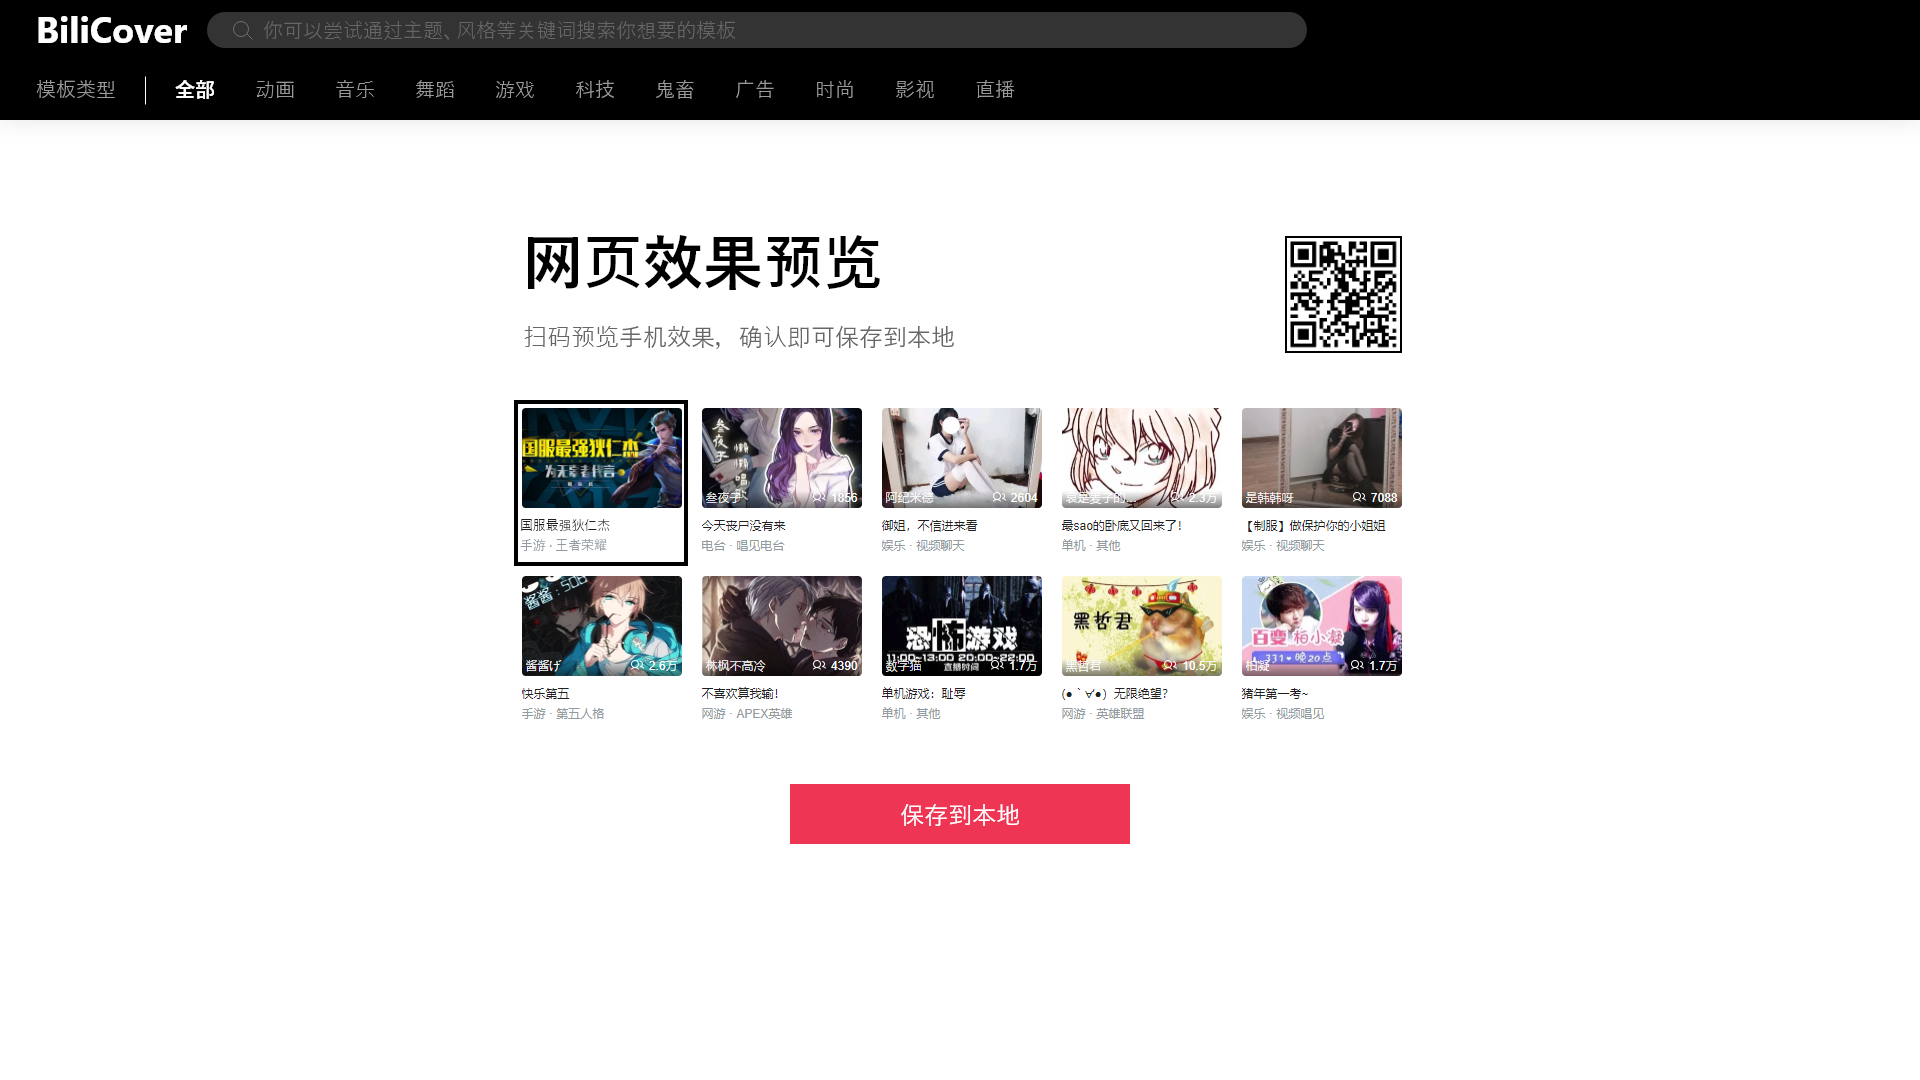 BiliCover
你可以尝试通过主题、风格等关键词搜索你想要的模板
模板类型 全部 动画 音乐 舞蹈 游戏 科技 鬼畜 广告 时尚 影视 直播
网页效果预览
扫码预览手机效果，确认即可保存到本地
国服最强狄仁杰
为无辜者代言
国服最强狄仁杰
手游 · 王者荣耀
叁夜子
懒懒唱歌
叁夜子 1856
今天丧尸没有来
电台 · 唱见电台
阿纪米德 2604
御姐，不信进来看
娱乐 · 视频聊天
哀是麦子的... 2.3万
最sao的卧底又回来了！
单机 · 其他
是韩韩呀 7088
【制服】做保护你的小姐姐
娱乐 · 视频聊天
酱酱：506
酱酱げ 2.6万
快乐第五
手游 · 第五人格
林枫不高冷 4390
不喜欢算我输！
网游 · APEX英雄
恐怖游戏
11:00~13:00 20:00~22:00
直播时间
数字猫 1.7万
单机游戏：耻辱
单机 · 其他
黑哲君
黑哲君 10.5万
(●｀∀´●）无限绝望？
网游 · 英雄联盟
百变柏小凝
331 晚20点
柏凝 1.7万
猪年第一考~
娱乐 · 视频唱见
保存到本地